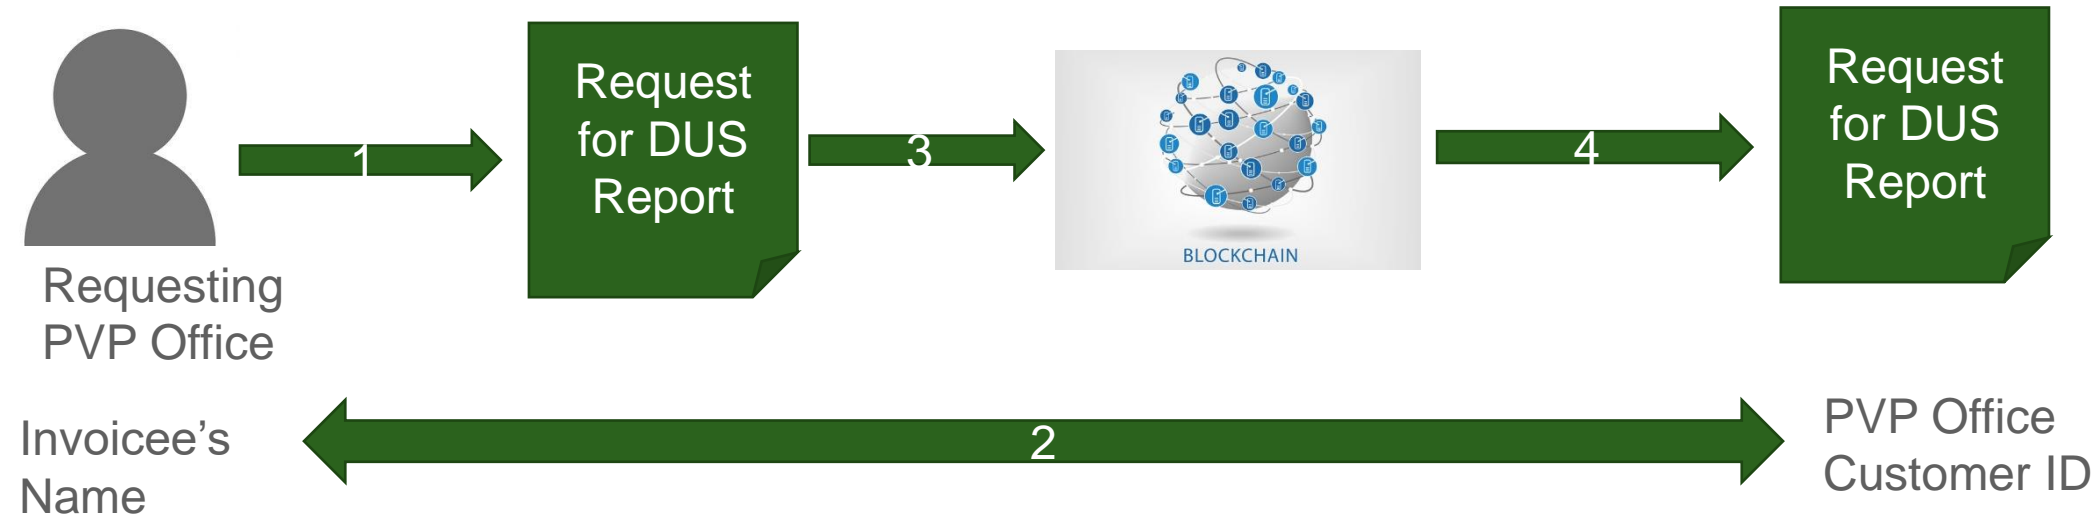 Request
for DUS
Report
Request
for DUS
Report
1
3
4
BLOCKCHAIN
Requesting
PVP Office
Invoicee’s
Name
2
PVP Office
Customer ID